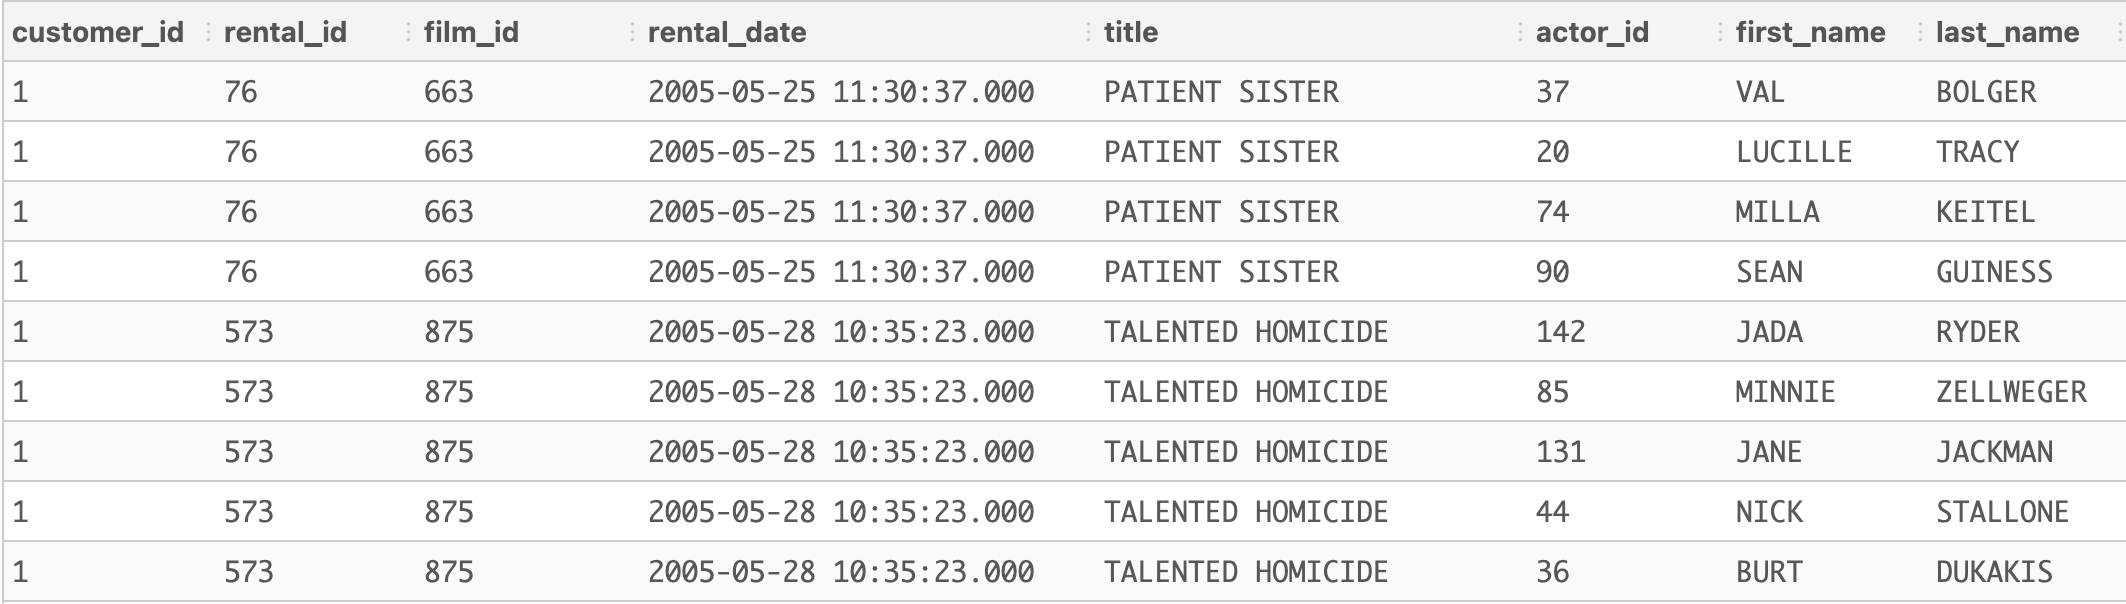 customer_id rental_id film_id rental_date title actor_id first_name last_name
1 76 663 2005-05-25 11:30:37.000 PATIENT SISTER 37 VAL BOLGER
1 76 663 2005-05-25 11:30:37.000 PATIENT SISTER 20 LUCILLE TRACY
1 76 663 2005-05-25 11:30:37.000 PATIENT SISTER 74 MILLA KEITEL
1 76 663 2005-05-25 11:30:37.000 PATIENT SISTER 90 SEAN GUINESS
1 573 875 2005-05-28 10:35:23.000 TALENTED HOMICIDE 142 JADA RYDER
1 573 875 2005-05-28 10:35:23.000 TALENTED HOMICIDE 85 MINNIE ZELLWEGER
1 573 875 2005-05-28 10:35:23.000 TALENTED HOMICIDE 131 JANE JACKMAN
1 573 875 2005-05-28 10:35:23.000 TALENTED HOMICIDE 44 NICK STALLONE
1 573 875 2005-05-28 10:35:23.000 TALENTED HOMICIDE 36 BURT DUKAKIS